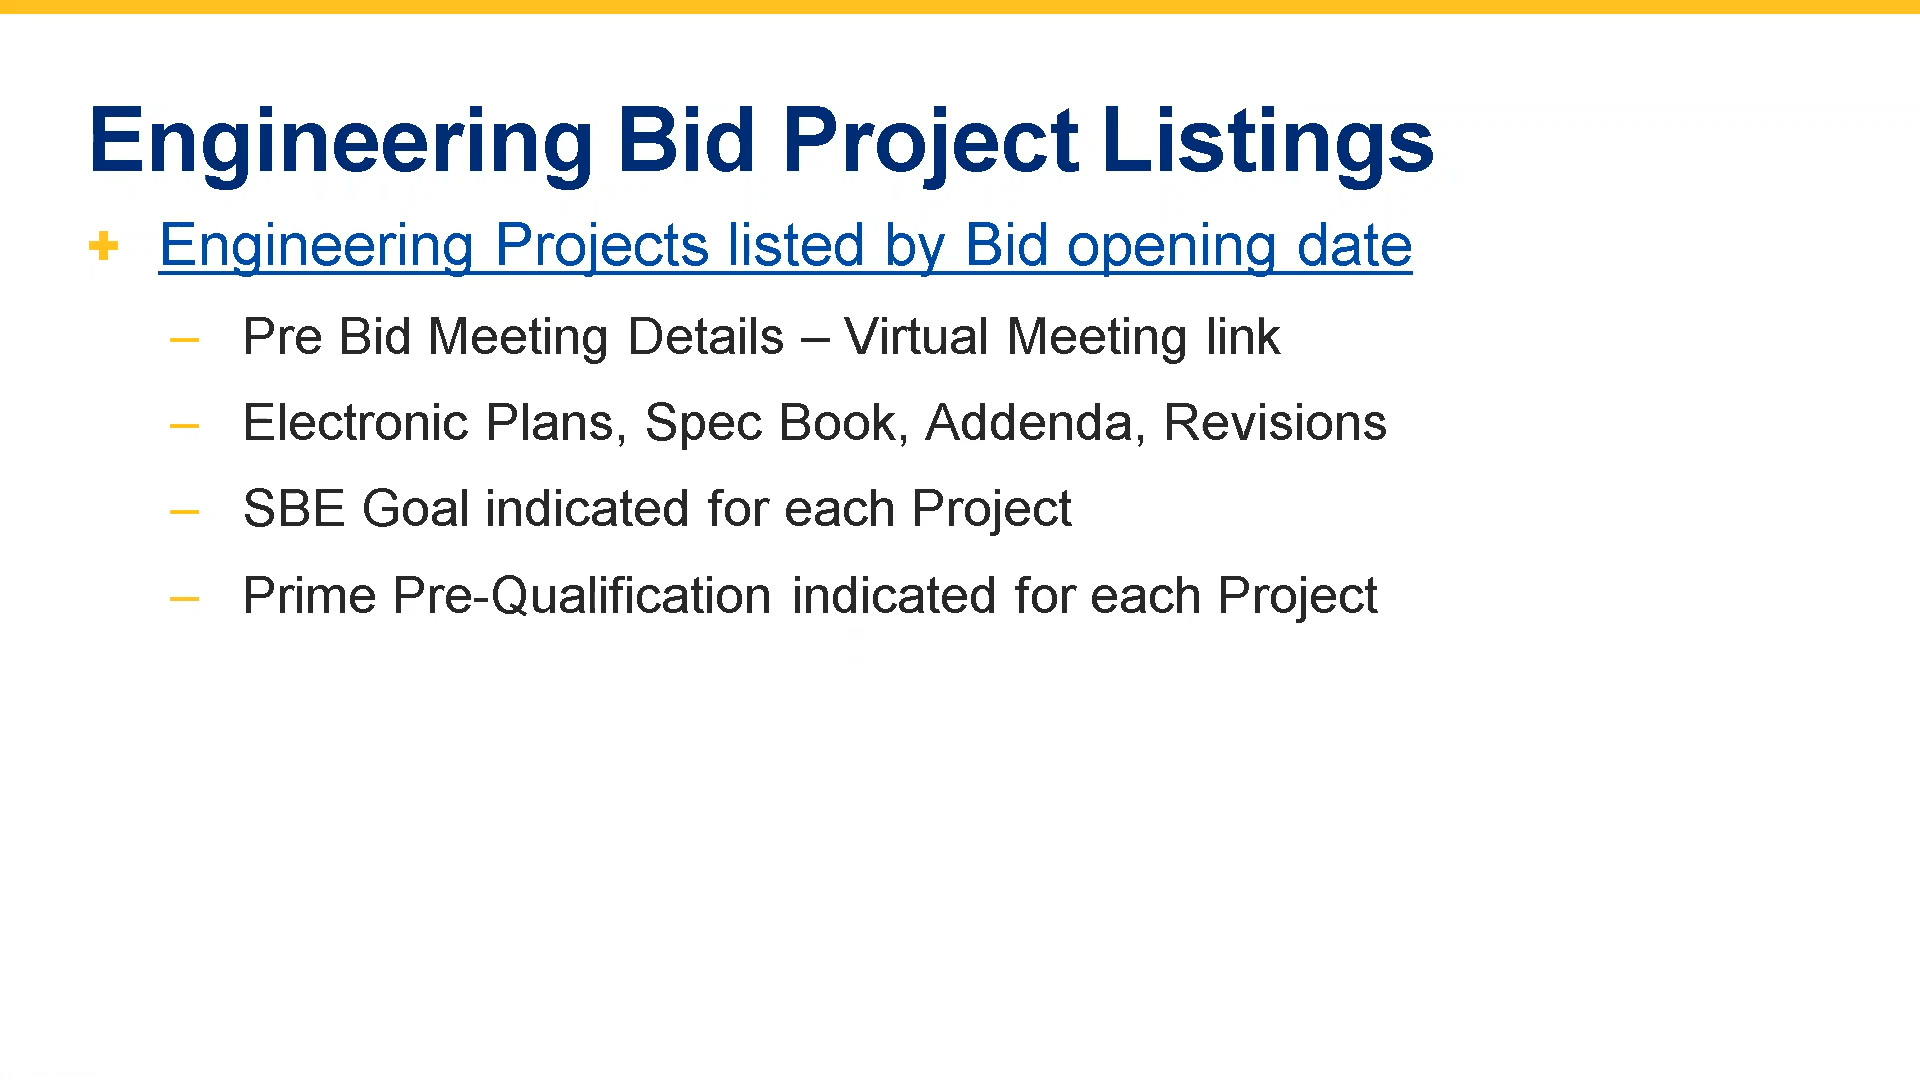 Engineering Bid Project Listings
Engineering Projects listed by Bid opening date
– Pre Bid Meeting Details – Virtual Meeting link
– Electronic Plans, Spec Book, Addenda, Revisions
– SBE Goal indicated for each Project
– Prime Pre-Qualification indicated for each Project